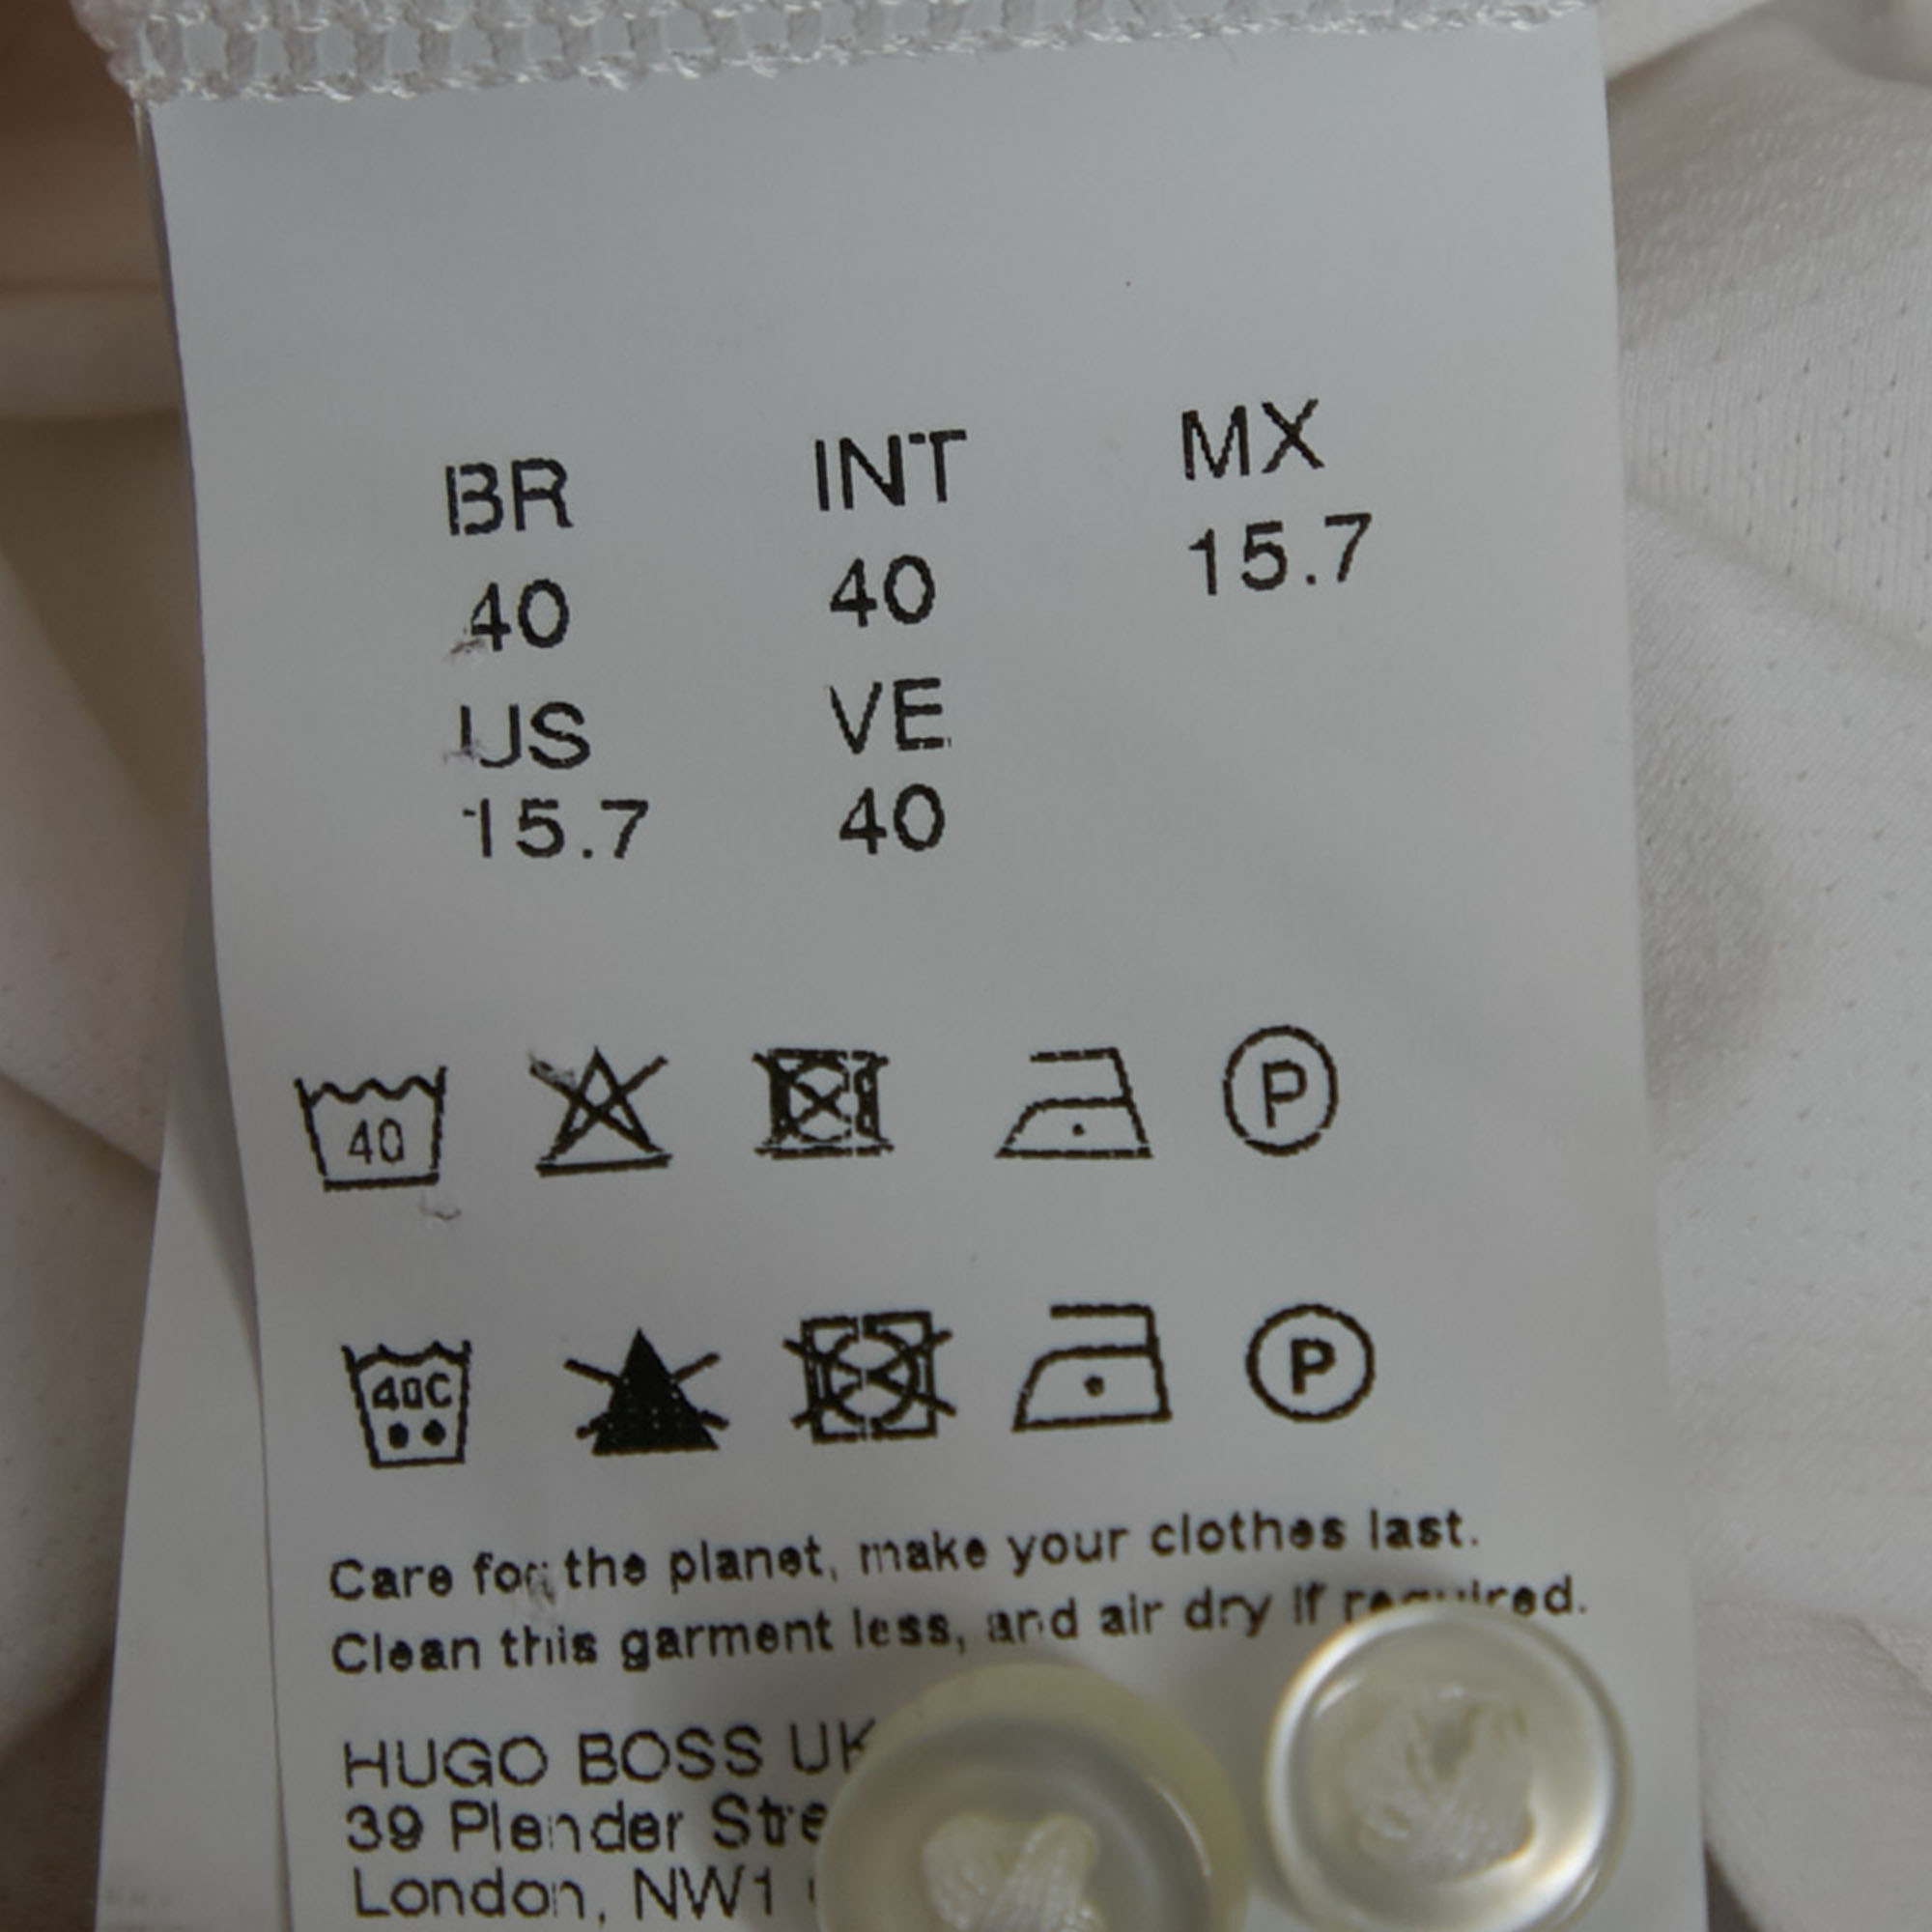 BR INT MX
40 40 15.7
US VE
15.7 40
40 P
40C P
Care for the planet, make your clothes last.
Clean this garment less, and air dry if required.
HUGO BOSS UK
39 Plender
London, NW1